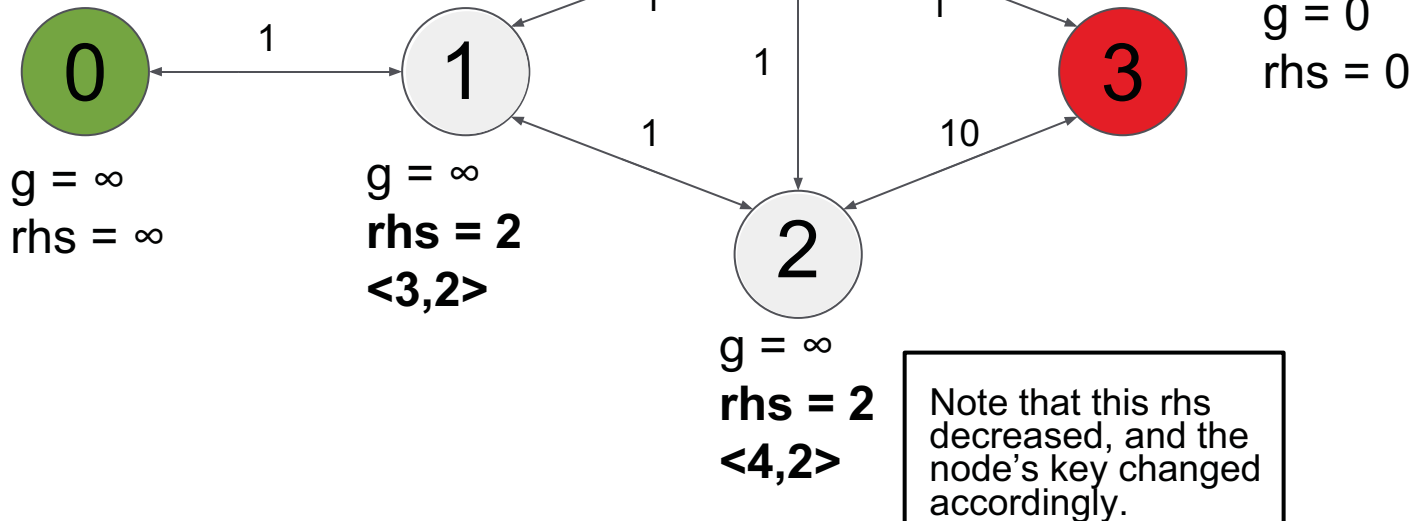 g = 0
rhs = 0
1
1
1
1
0
1
3
1
10
g = ∞
rhs = ∞
g = ∞
rhs = 2
<3,2>
2
g = ∞
rhs = 2
<4,2>
Note that this rhs
decreased, and the
node’s key changed
accordingly.